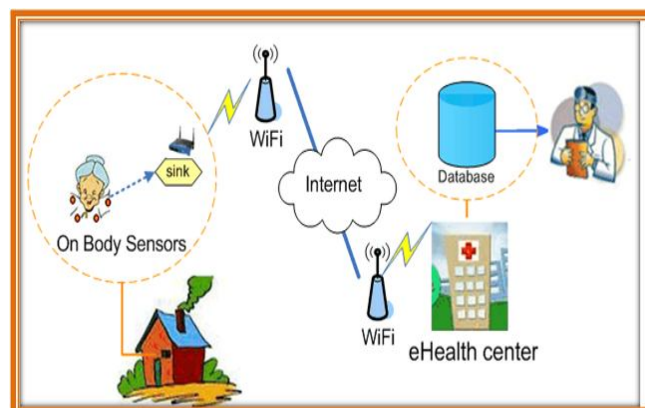 WiFi
sink
On Body Sensors
Internet
WiFi
Database
eHealth center